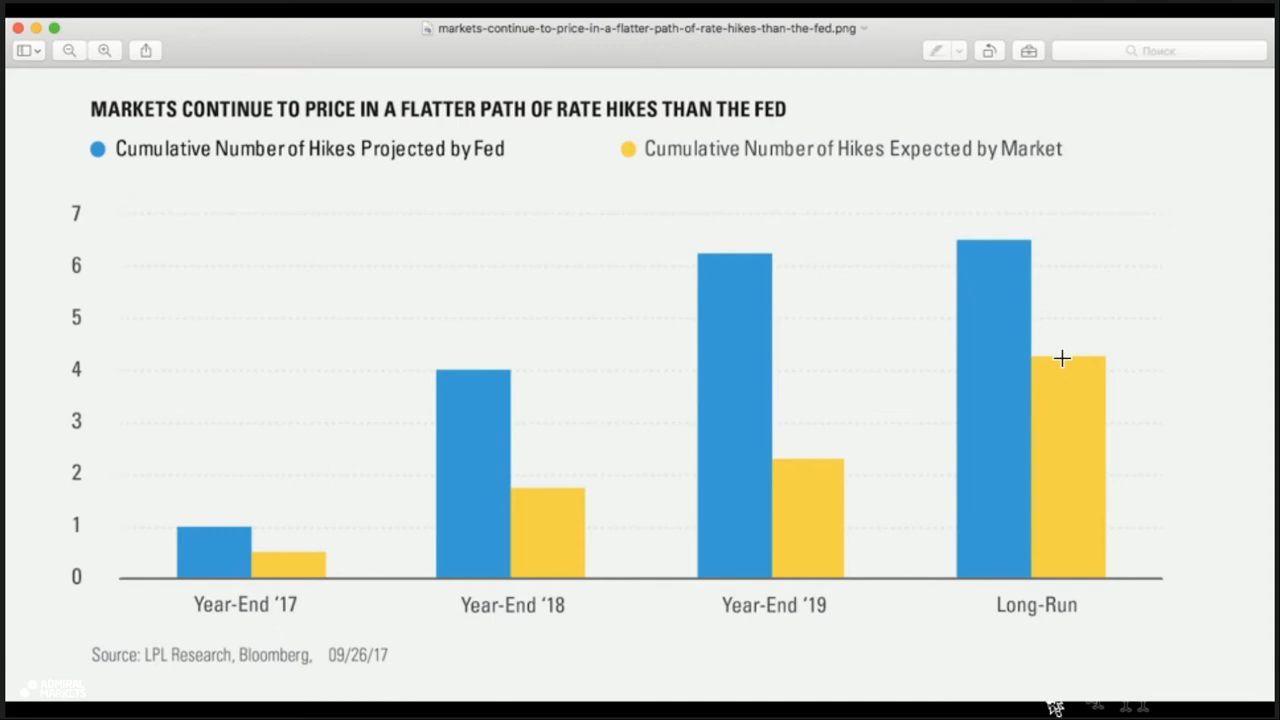 markets-continue-to-price-in-a-flatter-path-of-rate-hikes-than-the-fed.png
Поиск
MARKETS CONTINUE TO PRICE IN A FLATTER PATH OF RATE HIKES THAN THE FED
Cumulative Number of Hikes Projected by Fed
Cumulative Number of Hikes Expected by Market
7
6
5
4
3
2
1
0
Year-End ‘17
Year-End ‘18
Year-End ‘19
Long-Run
Source: LPL Research, Bloomberg, 09/26/17
ADMIRAL
MARKETS